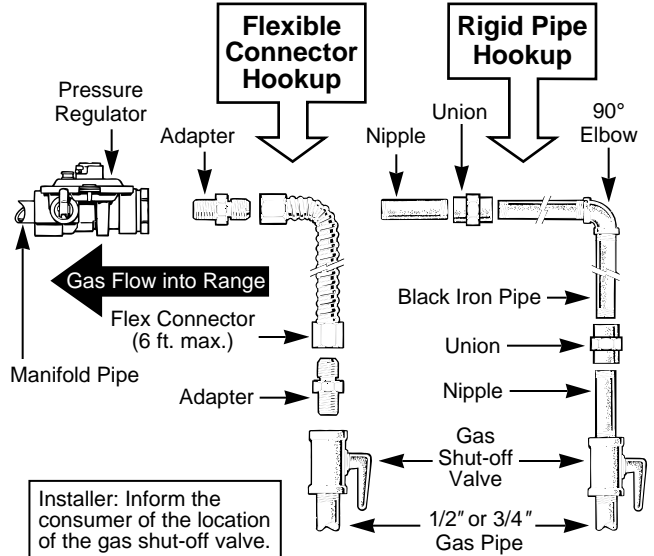 Flexible
Connector
Hookup
Rigid Pipe
Hookup
Pressure
Regulator
Adapter
Nipple
Union
90°
Elbow
Gas Flow into Range
Black Iron Pipe
Flex Connector
(6 ft. max.)
Union
Manifold Pipe
Adapter
Nipple
Gas
Shut-off
Valve
Installer: Inform the
consumer of the location
of the gas shut-off valve.
1/2" or 3/4"
Gas Pipe